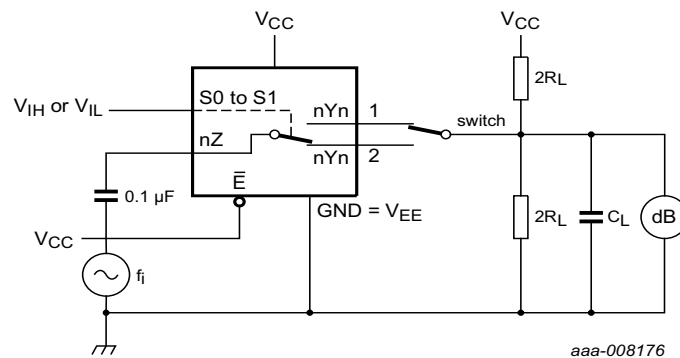 VCC
VCC
2RL
S0 to S1
nYn
1
VIH or VIL
switch
nZ
nYn
2
0.1 µF
E̅
GND = VEE
2RL
CL
dB
VCC
fi
aaa-008176